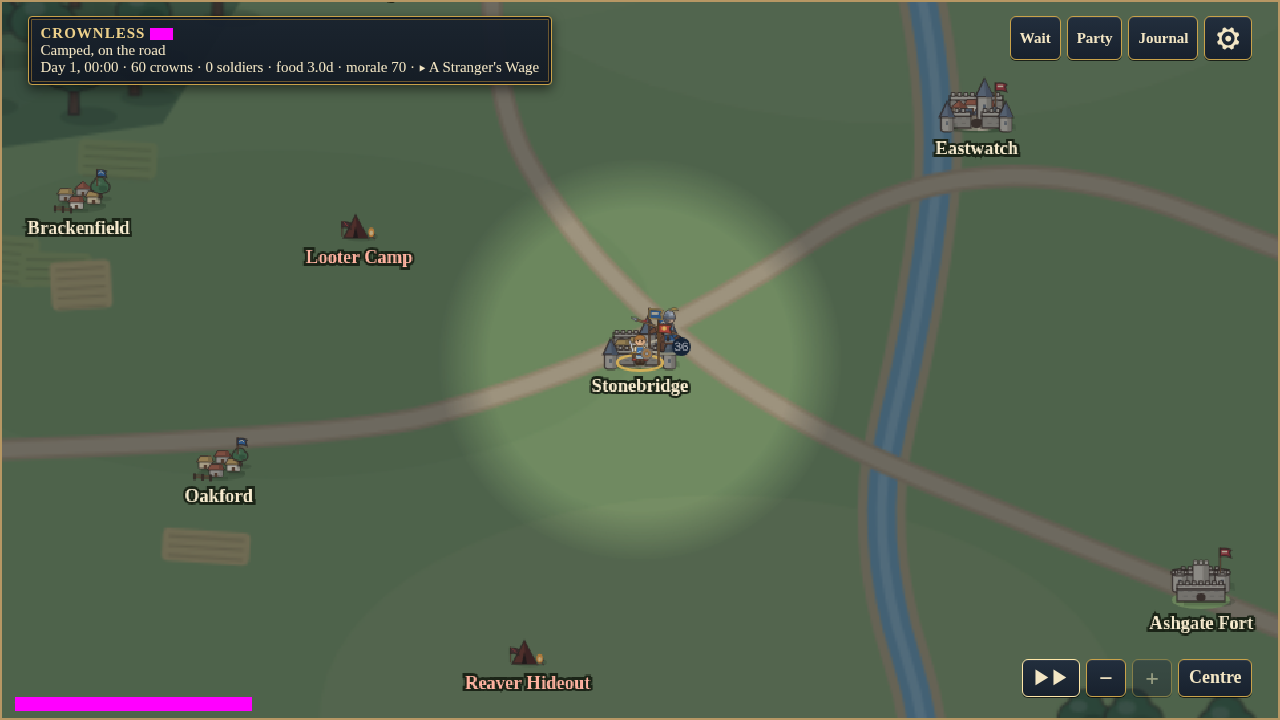 CROWNLESS
Camped, on the road
Day 1, 00:00 · 60 crowns · 0 soldiers · food 3.0d · morale 70 · ▸ A Stranger's Wage
Wait
Party
Journal
Eastwatch
Brackenfield
Looter Camp
36
Stonebridge
Oakford
Ashgate Fort
Reaver Hideout
− + Centre